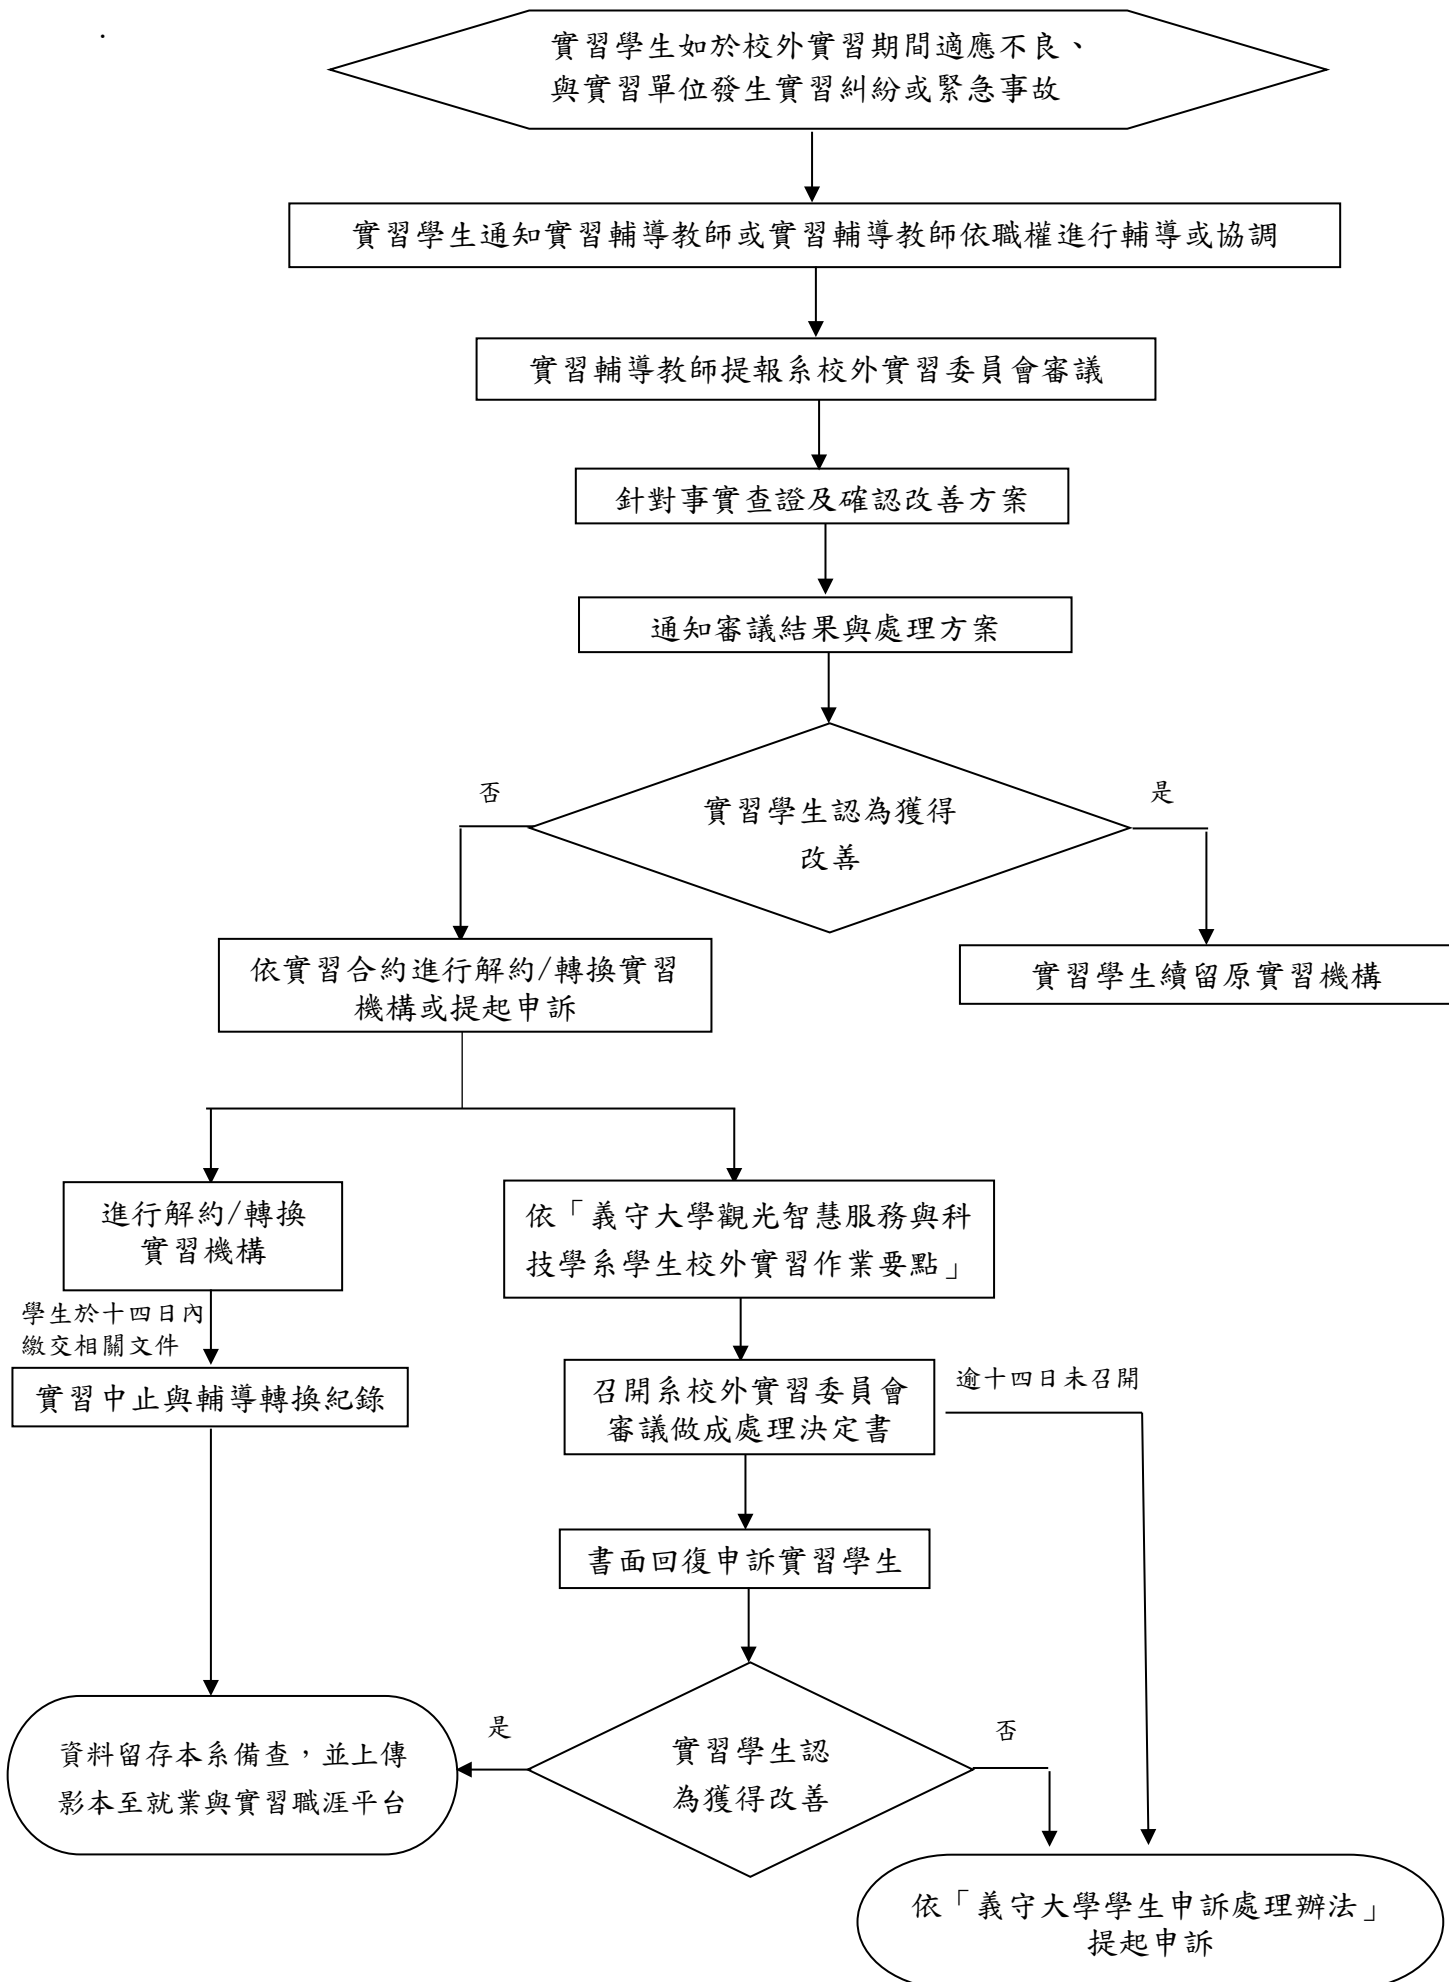 實習學生如於校外實習期間適應不良、
與實習單位發生實習糾紛或緊急事故
實習學生通知實習輔導教師或實習輔導教師依職權進行輔導或協調
實習輔導教師提報系校外實習委員會審議
針對事實查證及確認改善方案
通知審議結果與處理方案
否
是
實習學生認為獲得
改善
依實習合約進行解約/轉換實習
機構或提起申訴
實習學生續留原實習機構
進行解約/轉換
實習機構
依「義守大學觀光智慧服務與科
技學系學生校外實習作業要點」
學生於十四日內
繳交相關文件
實習中止與輔導轉換紀錄
召開系校外實習委員會
審議做成處理決定書
逾十四日未召開
書面回復申訴實習學生
是
否
實習學生認
為獲得改善
資料留存本系備查，並上傳
影本至就業與實習職涯平台
依「義守大學學生申訴處理辦法」
提起申訴